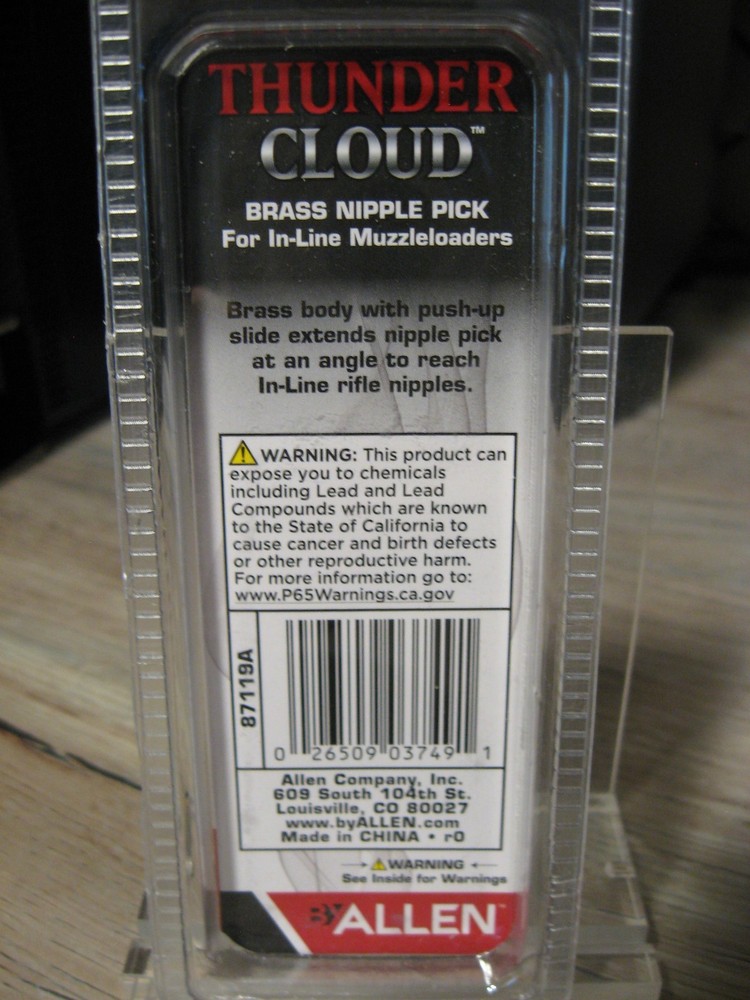 THUNDER
CLOUD™
BRASS NIPPLE PICK
For In-Line Muzzleloaders
Brass body with push-up
slide extends nipple pick
at an angle to reach
In-Line rifle nipples.
WARNING: This product can
expose you to chemicals
including Lead and Lead
Compounds which are known
to the State of California to
cause cancer and birth defects
or other reproductive harm.
For more information go to:
www.P65Warnings.ca.gov
87119A
0 26509 03749 1
Allen Company, Inc.
609 South 104th St.
Louisville, CO 80027
www.byALLEN.com
Made in CHINA • r0
WARNING
See Inside for Warnings
BY ALLEN